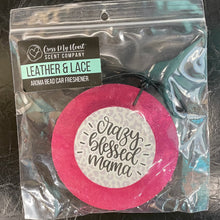 Cross My Heart
SCENT COMPANY
LEATHER & LACE
AROMA BEAD CAR FRESHENER
crazy
blessed
mama